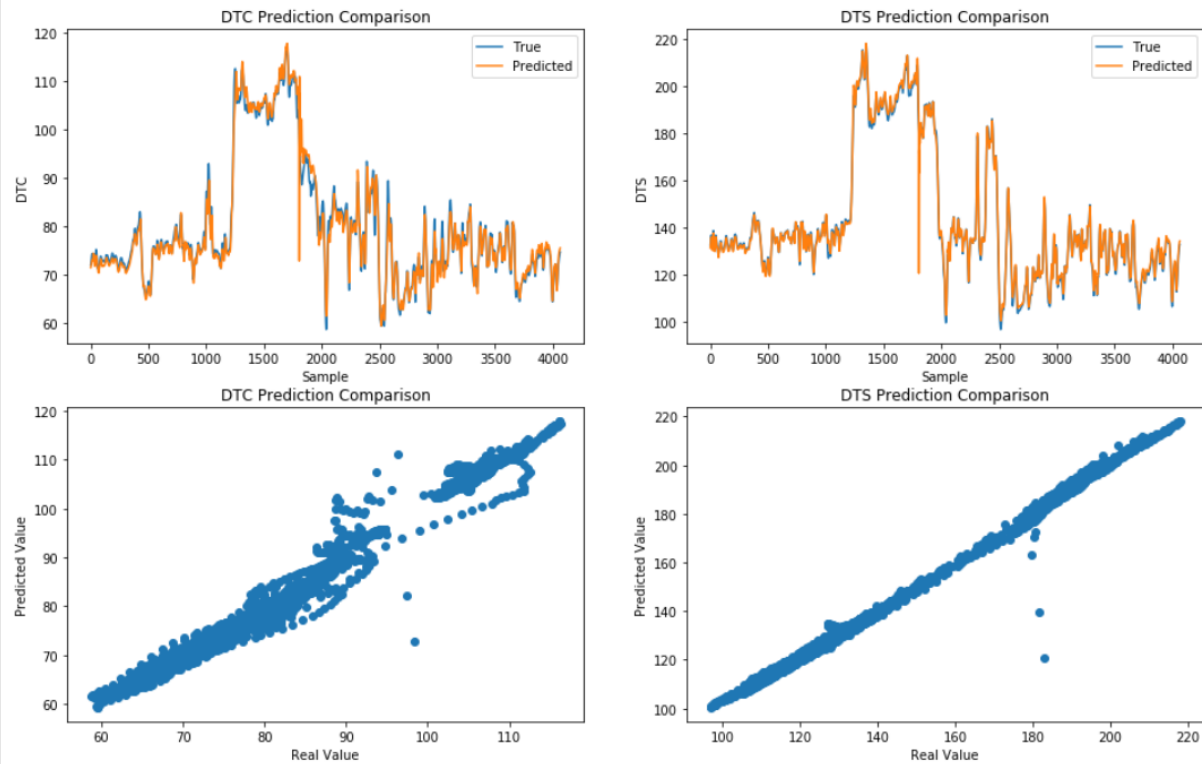 DTC Prediction Comparison
120
110
100
90
80
70
60
DTC
True
Predicted
0 500 1000 1500 2000 2500 3000 3500 4000
Sample
DTS Prediction Comparison
220
200
180
160
140
120
100
DTS
True
Predicted
0 500 1000 1500 2000 2500 3000 3500 4000
Sample
DTC Prediction Comparison
120
110
100
90
80
70
60
Predicted Value
60 70 80 90 100 110
Real Value
DTS Prediction Comparison
220
200
180
160
140
120
100
Predicted Value
100 120 140 160 180 200 220
Real Value